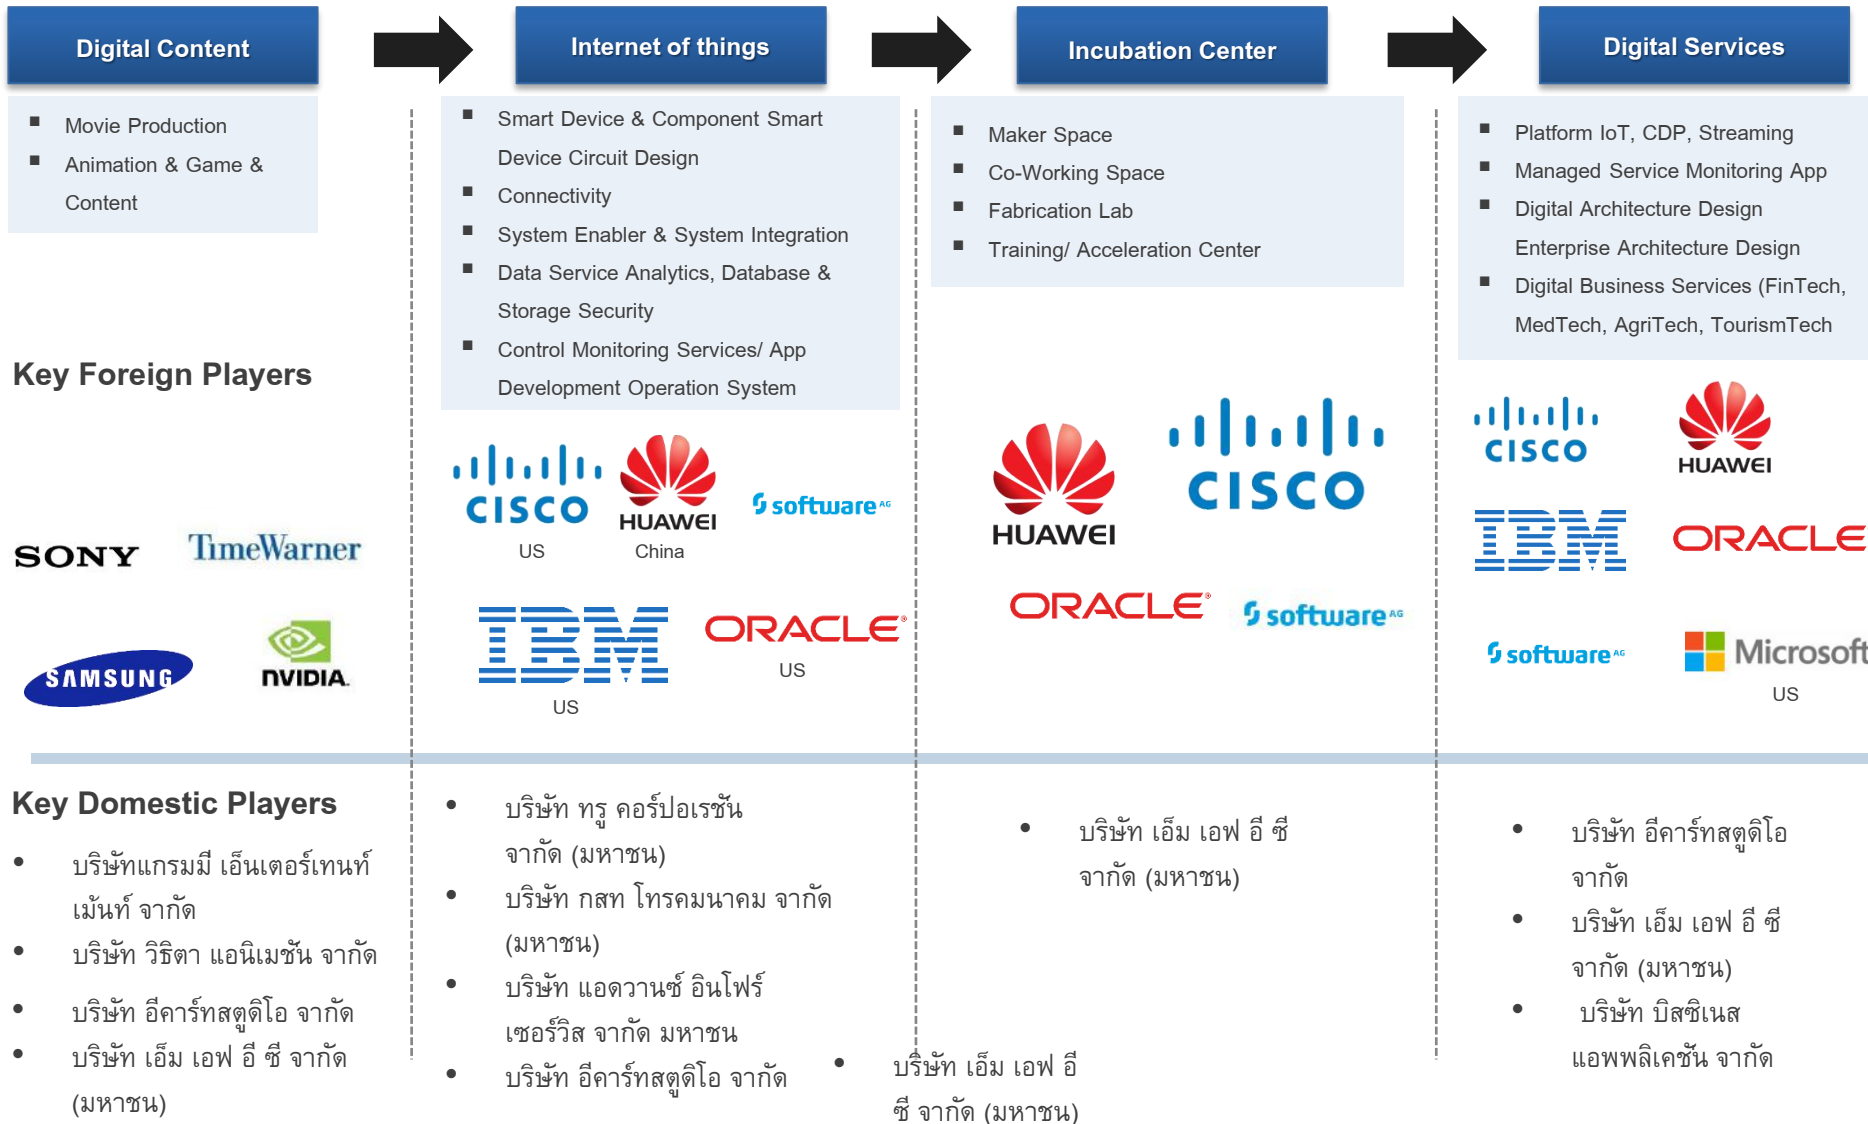 Digital Content
Internet of things
Incubation Center
Digital Services
Movie Production
Animation & Game &
Content
Smart Device & Component Smart
Device Circuit Design
Connectivity
System Enabler & System Integration
Data Service Analytics, Database &
Storage Security
Control Monitoring Services/ App
Development Operation System
Maker Space
Co-Working Space
Fabrication Lab
Training/ Acceleration Center
Platform IoT, CDP, Streaming
Managed Service Monitoring App
Digital Architecture Design
Enterprise Architecture Design
Digital Business Services (FinTech,
MedTech, AgriTech, TourismTech
Key Foreign Players
SONY
TimeWarner
SAMSUNG
NVIDIA.
CISCO
US
HUAWEI
China
software AG
IBM
US
ORACLE®
US
HUAWEI
CISCO
ORACLE®
software AG
CISCO
HUAWEI
IBM
ORACLE
software AG
Microsoft
US
Key Domestic Players
บริษัทแกรมมี เอ็นเตอร์เทนท์
เม้นท์ จากัด
บริษัท วิธิตา แอนิเมชั่น จากัด
บริษัท อีคาร์ทสตูดิโอ จากัด
บริษัท เอ็ม เอฟ อี ซี จากัด
(มหาชน)
บริษัท ทรู คอร์ปอเรชั่น
จากัด (มหาชน)
บริษัท กสท โทรคมนาคม จากัด
(มหาชน)
บริษัท แอดวานซ์ อินโฟร์
เซอร์วิส จากัด มหาชน
บริษัท อีคาร์ทสตูดิโอ จากัด
บริษัท เอ็ม เอฟ อี
ซี จากัด (มหาชน)
บริษัท เอ็ม เอฟ อี ซี
จากัด (มหาชน)
บริษัท อีคาร์ทสตูดิโอ
จากัด
บริษัท เอ็ม เอฟ อี ซี
จากัด (มหาชน)
บริษัท บิสซิเนส
แอพพลิเคชั่น จากัด